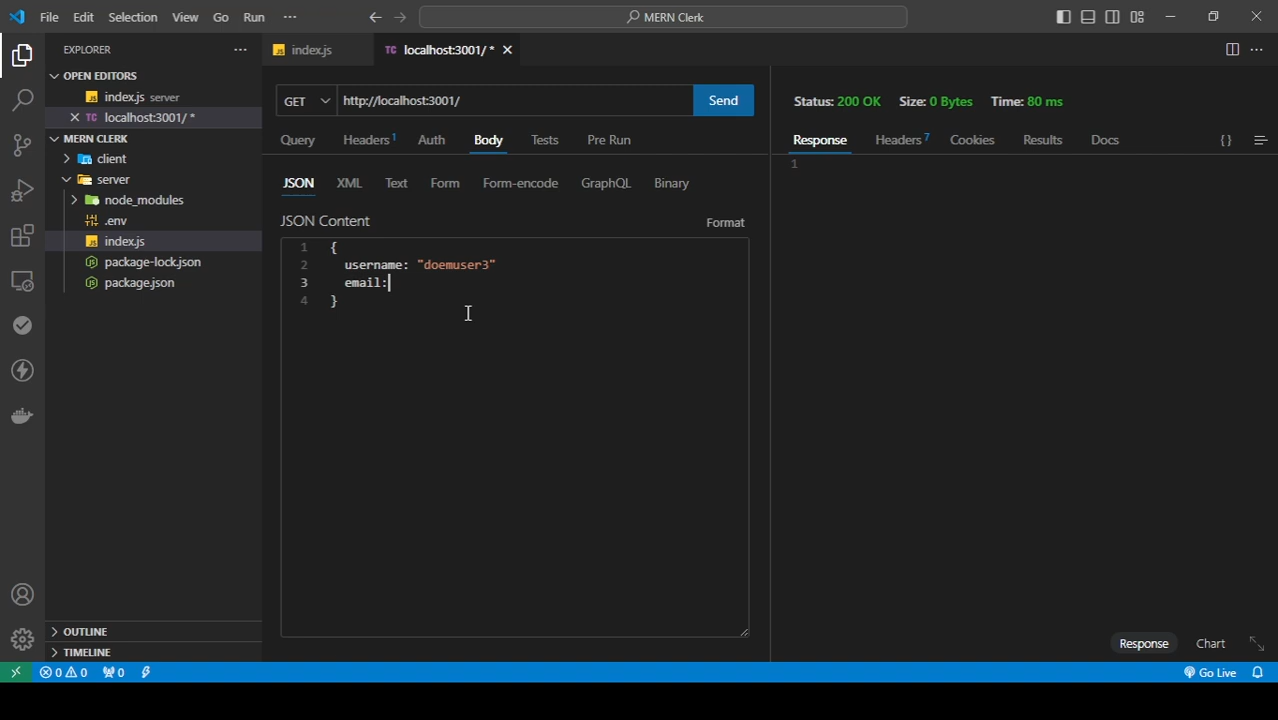 File Edit Selection View Go Run ··· MERN Clerk
EXPLORER ··· index.js TC localhost:3001/ *
OPEN EDITORS
index.js server
TC localhost:3001/ *
MERN CLERK
client
server
node_modules
.env
index.js
package-lock.json
package.json
OUTLINE
TIMELINE
GET http://localhost:3001/ Send
Query Headers 1 Auth Body Tests Pre Run
JSON XML Text Form Form-encode GraphQL Binary
JSON Content Format
1 {
2 username: "doemuser3"
3 email:
4 }
Status: 200 OK Size: 0 Bytes Time: 80 ms
Response Headers 7 Cookies Results Docs { }
1
Response Chart
0 0 0 Go Live